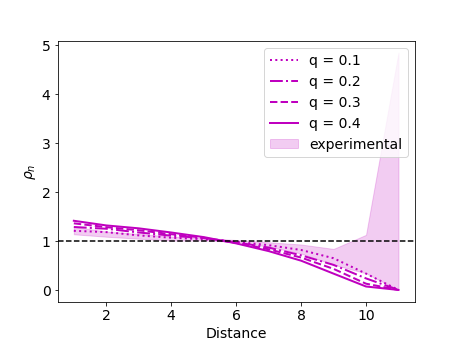 5
4
3
2
1
0
ρn
q = 0.1
q = 0.2
q = 0.3
q = 0.4
experimental
2 4 6 8 10
Distance